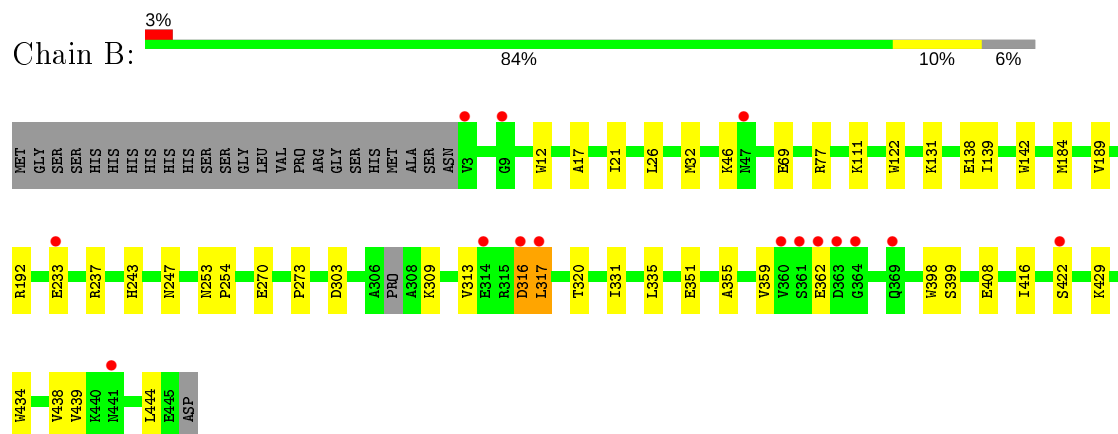 3%
Chain B:
84% 10% 6%
MET GLY SER SER HIS HIS HIS HIS HIS HIS SER SER GLY LEU VAL PRO ARG GLY SER HIS MET ALA SER ASN V3 G9 W12 A17 I21 L26 M32 K46 N47 E69 R77 K111 W122 K131 E138 I139 W142 M184 V189
R192 E233 R237 H243 N247 N253 P254 E270 P273 D303 A306 PRO A308 K309 V313 E314 R315 D316 L317 T320 I331 L335 E351 A355 V359 V360 S361 E362 D363 G364 Q369 W398 S399 E408 I416 S422 K429
W434 V438 V439 K440 N441 L444 E445 ASP